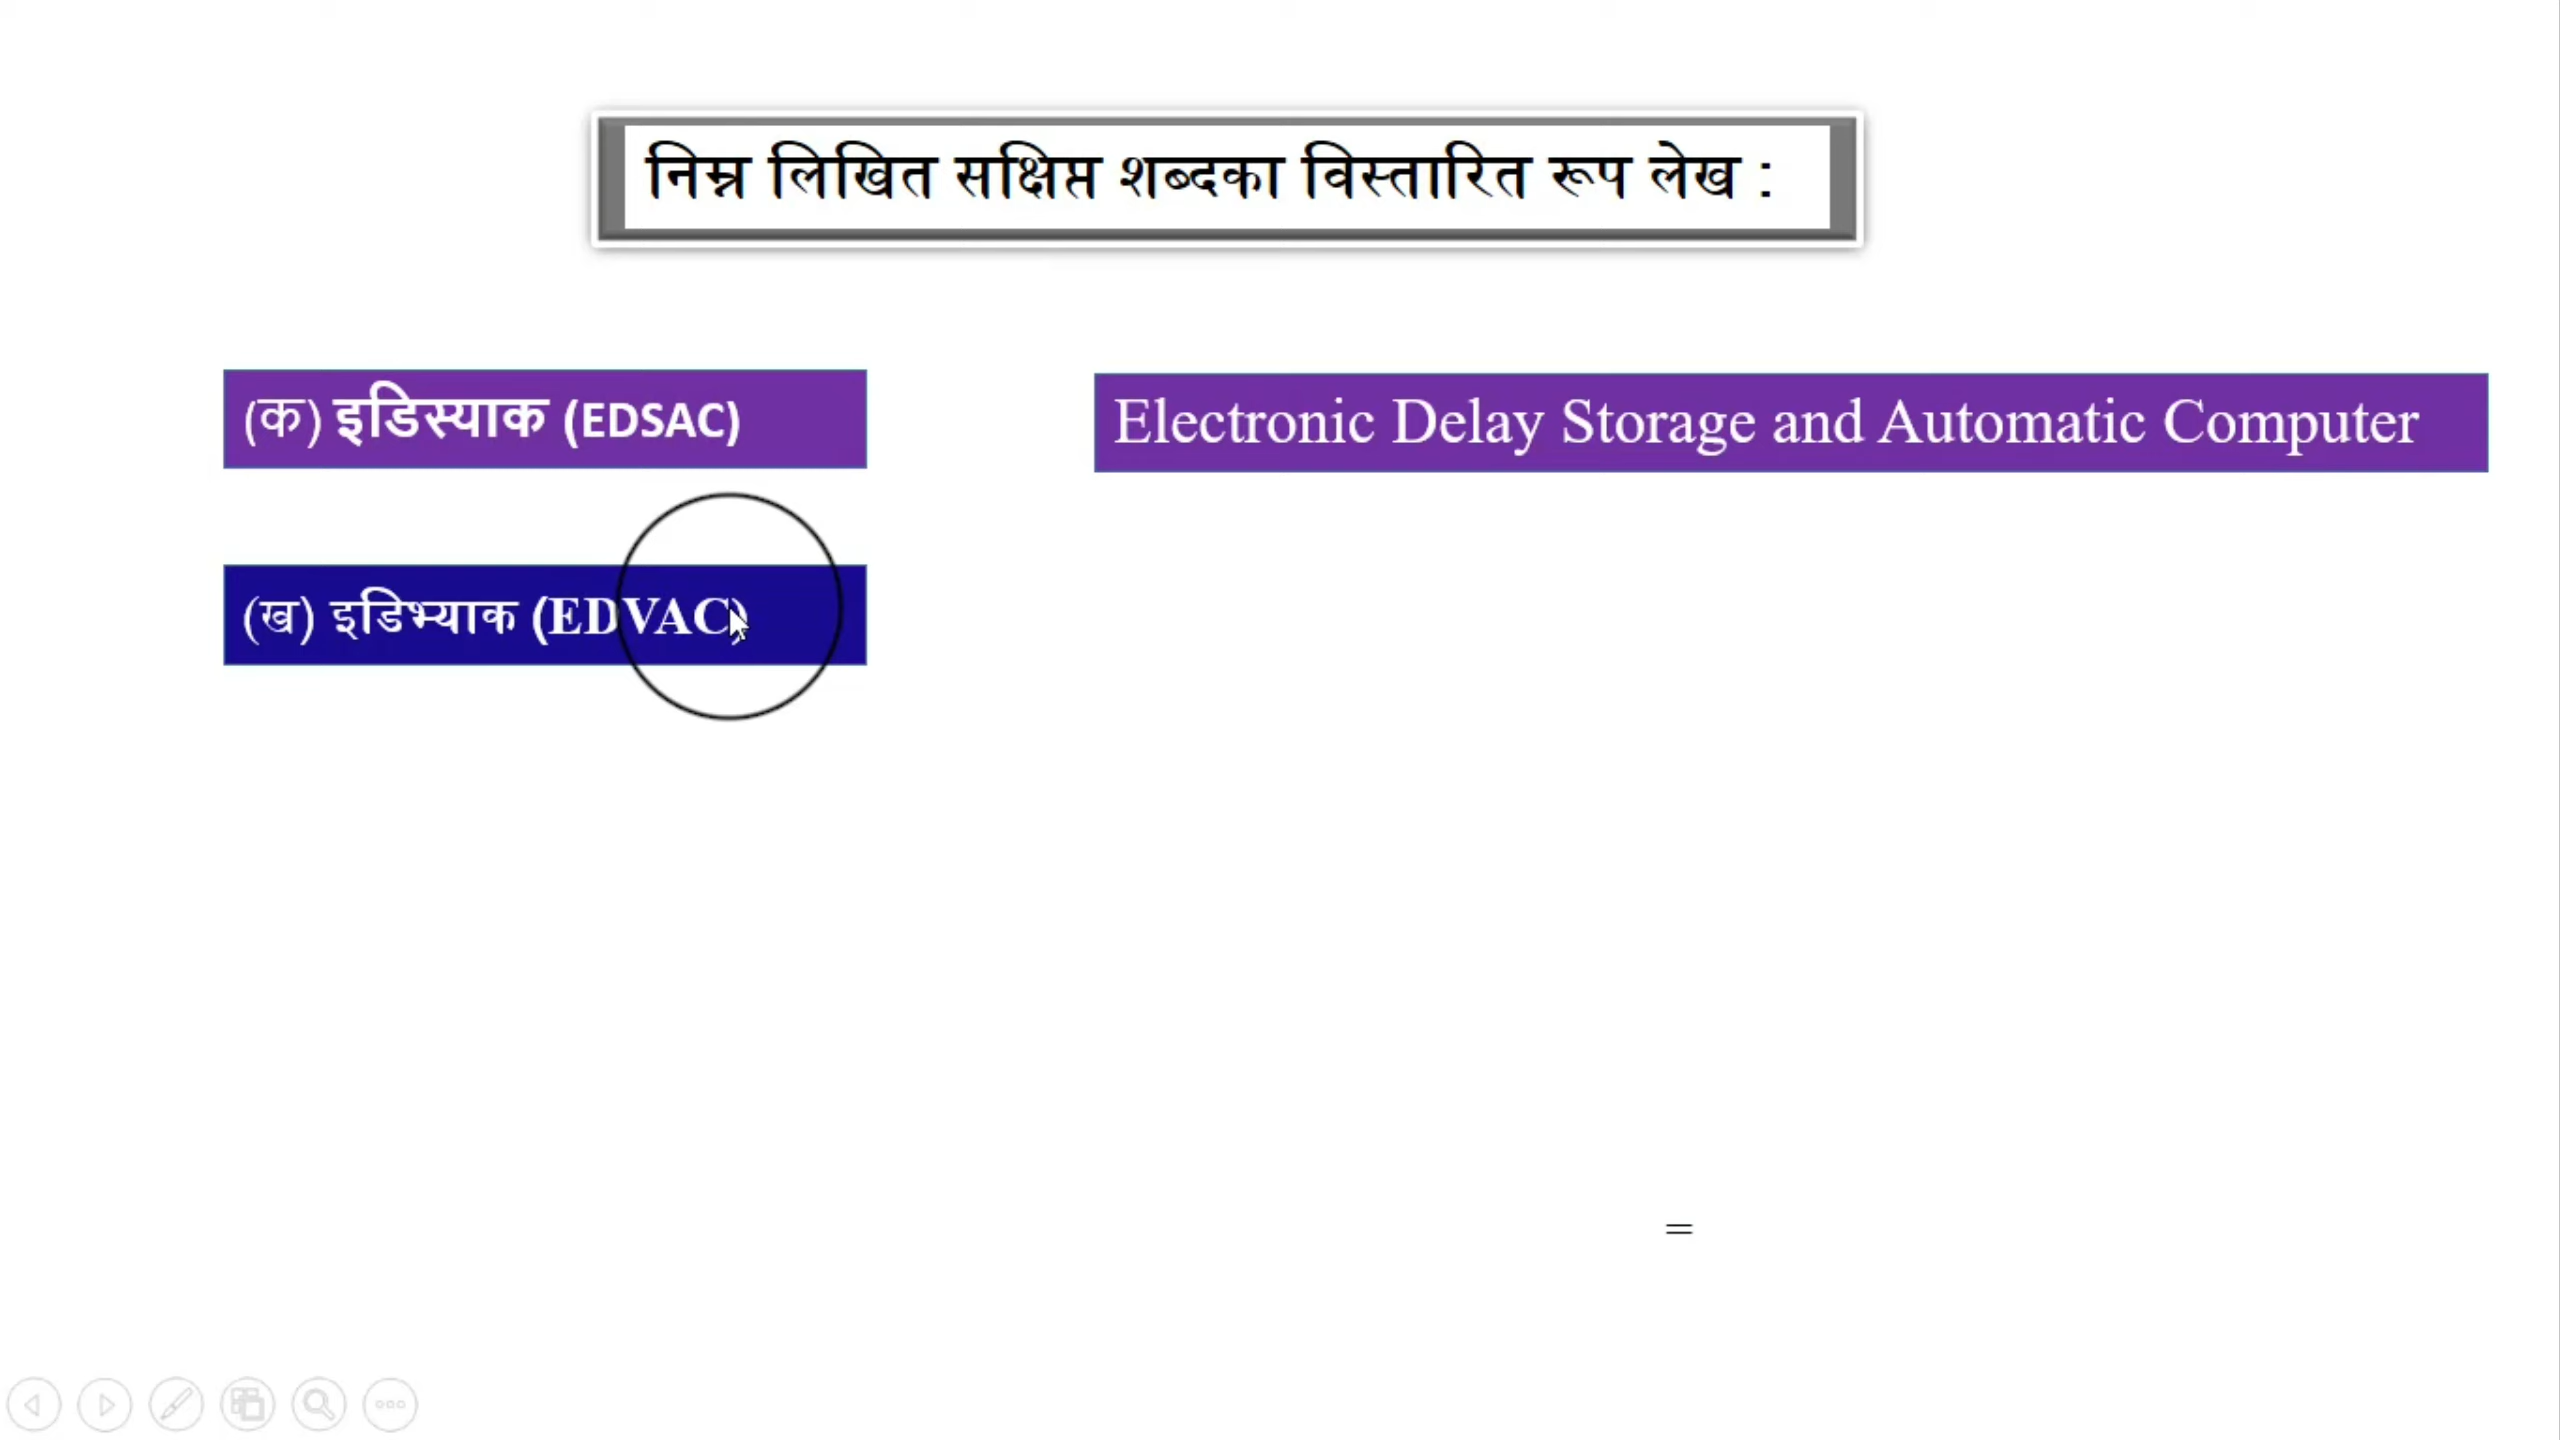 निम्न लिखित सक्षिप्त शब्दका विस्तारित रूप लेख :
(क) इडिस्याक (EDSAC)
Electronic Delay Storage and Automatic Computer
(ख) इडिभ्याक (EDVAC)
=